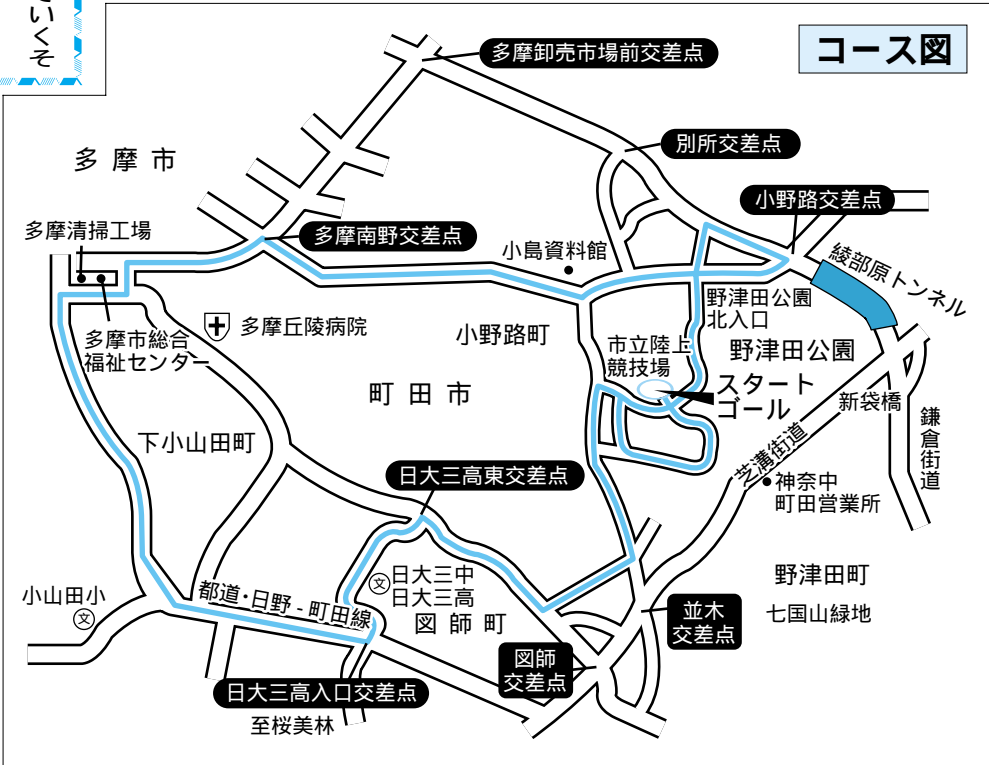 ていくそ
コース図
多摩卸売市場前交差点
別所交差点
多摩市
小野路交差点
多摩清掃工場
多摩南野交差点
小島資料館
綾部原トンネル
野津田公園
北入口
多摩市総合
福祉センター
多摩丘陵病院
小野路町
市立陸上
競技場
野津田公園
スタート
ゴール
町田市
新袋橋
鎌倉街道
下小山田町
芝溝街道
日大三高東交差点
神奈中
町田営業所
小山田小
文
都道・日野-町田線
文
日大三中
日大三高
図師町
野津田町
七国山緑地
並木
交差点
図師
交差点
日大三高入口交差点
至桜美林